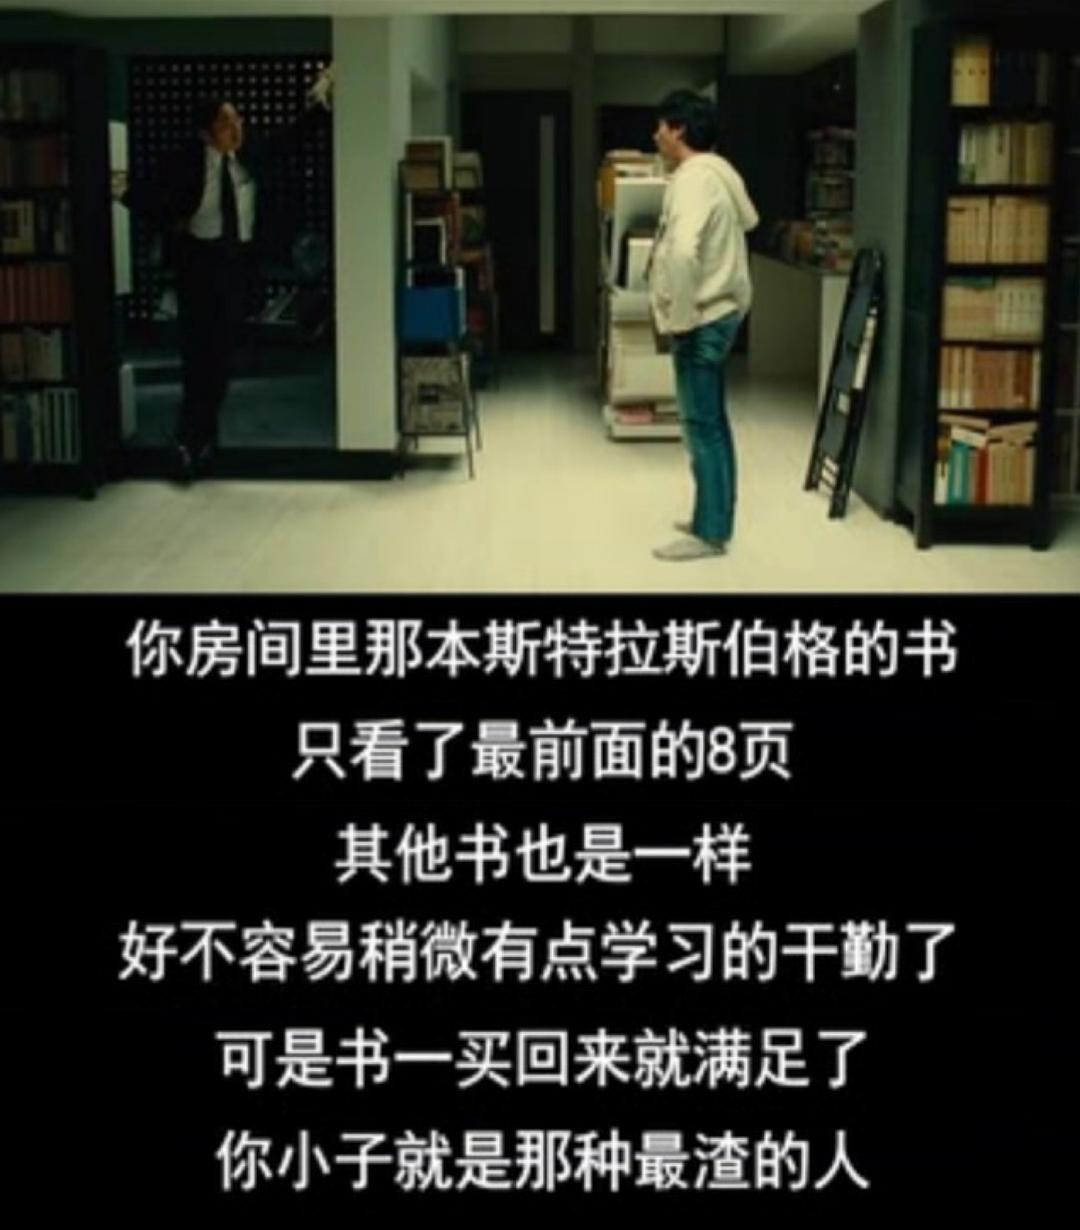 你房间里那本斯特拉斯伯格的书
只看了最前面的8页
其他书也是一样
好不容易稍微有点学习的干勤了
可是书一买回来就满足了
你小子就是那种最渣的人